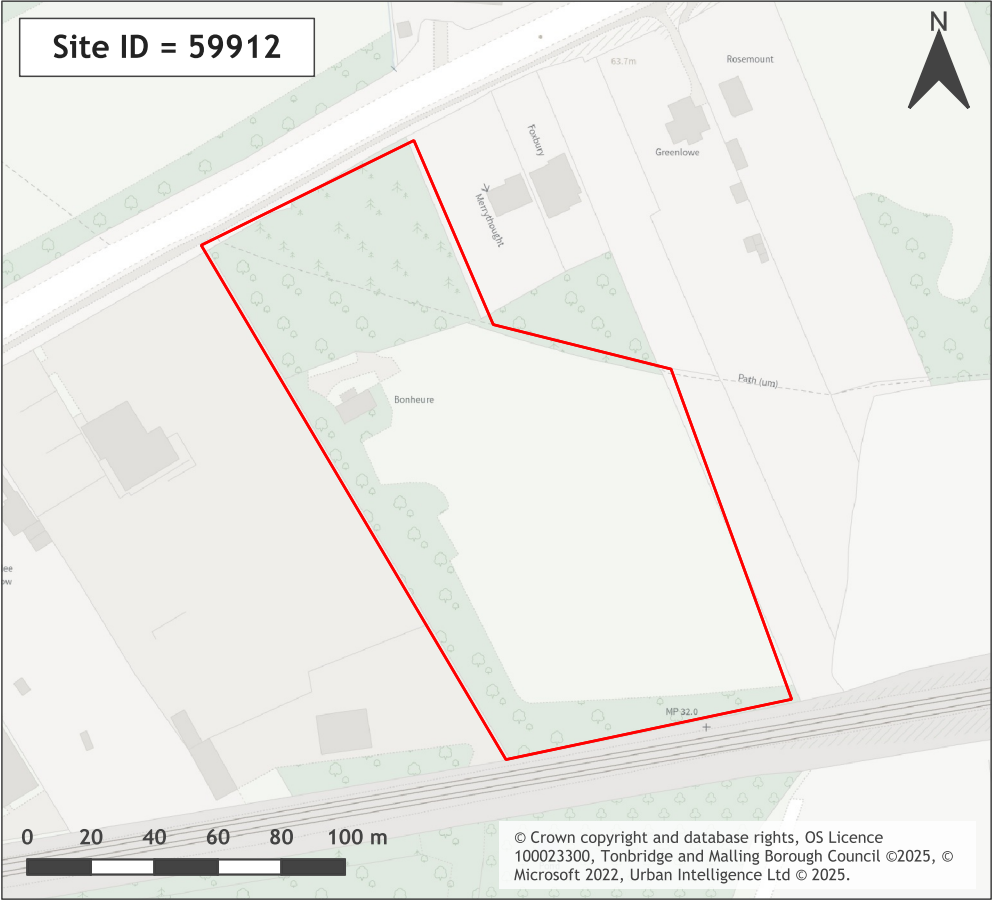 Site ID = 59912
N
63.7m
Rosemount
Foxbury
Greenlowe
Merrythought
Path (um)
Bonheure
ee
ow
MP 32.0
0 20 40 60 80 100 m
© Crown copyright and database rights, OS Licence
100023300, Tonbridge and Malling Borough Council ©2025, ©
Microsoft 2022, Urban Intelligence Ltd © 2025.